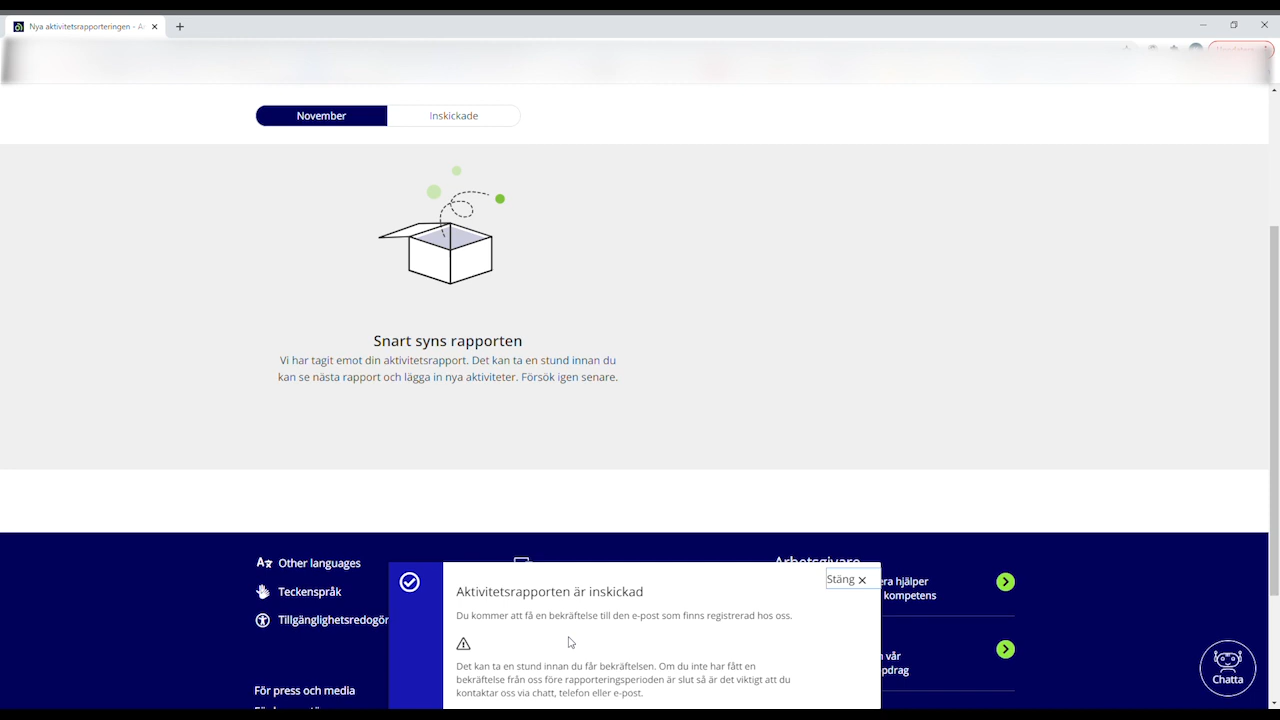 Nya aktivitetsrapporteringen - A
November
Inskickade
Snart syns rapporten
Vi har tagit emot din aktivitetsrapport. Det kan ta en stund innan du
kan se nästa rapport och lägga in nya aktiviteter. Försök igen senare.
Other languages
Teckenspråk
Tillgänglighetsredogör
För press och media
Arbetsgivare
era hjälper
kompetens
vår
pdrag
Stäng
Aktivitetsrapporten är inskickad
Du kommer att få en bekräftelse till den e-post som finns registrerad hos oss.
Det kan ta en stund innan du får bekräftelsen. Om du inte har fått en
bekräftelse från oss före rapporteringsperioden är slut så är det viktigt att du
kontaktar oss via chatt, telefon eller e-post.
Chatta